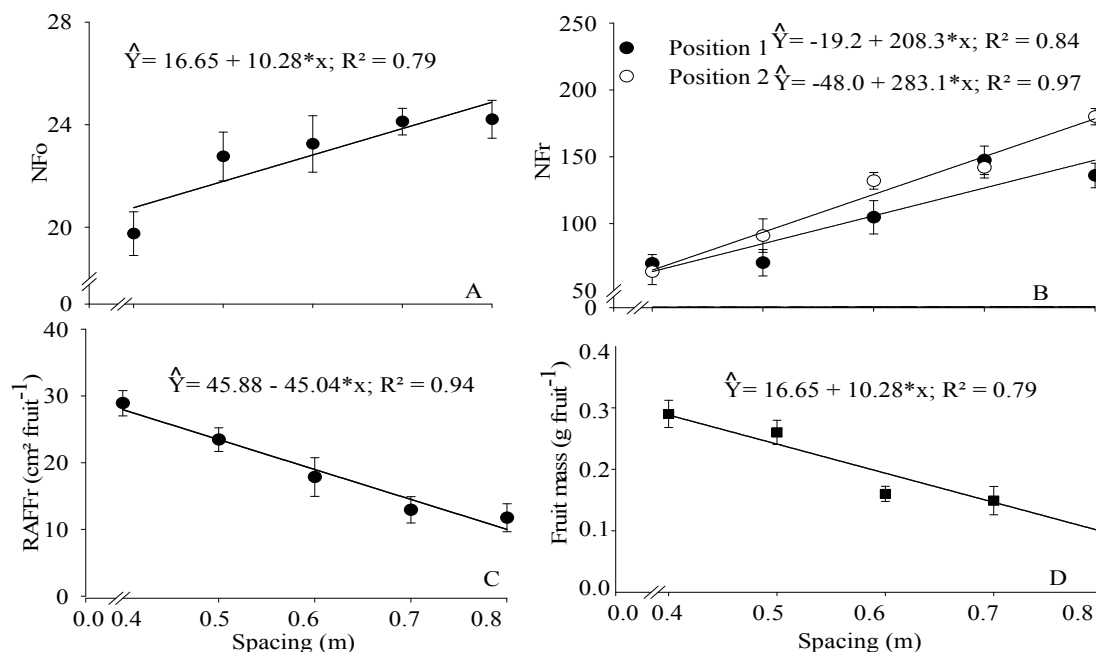 28
Ŷ= 16.65 + 10.28*x; R² = 0.79
24
NFo
20
0
A
250
Ŷ= -19.2 + 208.3*x; R² = 0.84
Position 1
Ŷ= -48.0 + 283.1*x; R² = 0.97
Position 2
200
150
NFr
100
50
0
B
40
Ŷ= 45.88 - 45.04*x; R² = 0.94
30
RAFFr (cm² fruit⁻¹)
20
10
0
C
0.0 0.4 0.5 0.6 0.7 0.8
Spacing (m)
0.4
Ŷ= 16.65 + 10.28*x; R² = 0.79
0.3
Fruit mass (g fruit⁻¹)
0.2
0.1
0.0
D
0.0 0.4 0.5 0.6 0.7 0.8
Spacing (m)